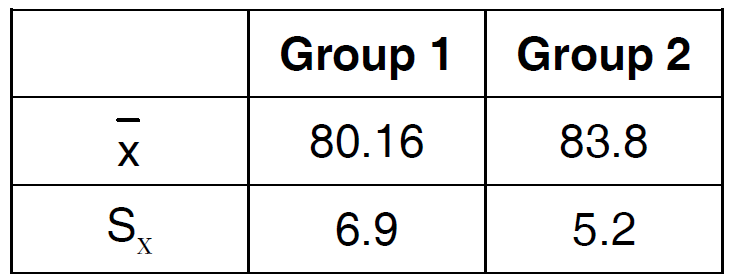 Group 1 Group 2
x̄ 80.16 83.8
Sₓ 6.9 5.2